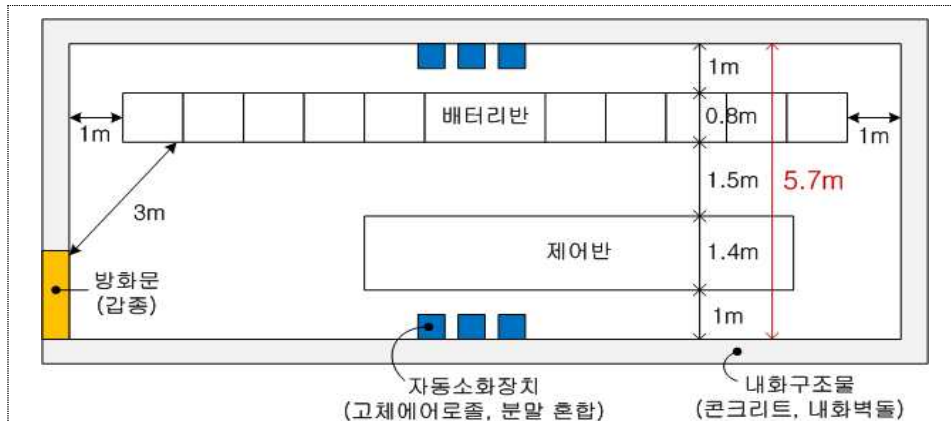 1m
배터리반
0.8m
1m
1m
3m
1.5m
5.7m
제어반
1.4m
방화문
(갑종)
1m
자동소화장치
(고체에어로졸, 분말 혼합)
내화구조물
(콘크리트, 내화벽돌)